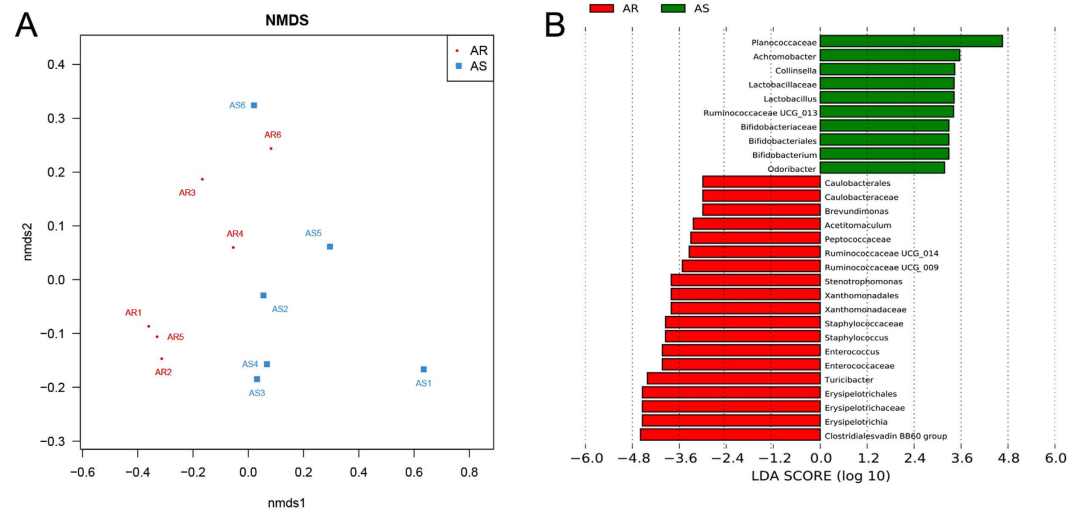 A
NMDS
AR
AS
0.4
0.3
0.2
0.1
0.0
−0.1
−0.2
−0.3
nmds2
AS6
AR6
AR3
AR4
AS5
AS2
AR1
AR5
AR2
AS4
AS3
AS1
−0.6
−0.4
−0.2
0.0
0.2
0.4
0.6
0.8
nmds1
B
AR
AS
Planococcaceae
Achromobacter
Collinsella
Lactobacillaceae
Lactobacillus
Ruminococcaceae UCG_013
Bifidobacteriaceae
Bifidobacteriales
Bifidobacterium
Odoribacter
Caulobacterales
Caulobacteraceae
Brevundimonas
Acetitomaculum
Peptococcaceae
Ruminococcaceae UCG_014
Ruminococcaceae UCG_009
Stenotrophomonas
Xanthomonadales
Xanthomonadaceae
Staphylococcaceae
Staphylococcus
Enterococcus
Enterococcaceae
Turicibacter
Erysipelotrichales
Erysipelotrichaceae
Erysipelotrichia
Clostridialesvadin BB60 group
−6.0
−4.8
−3.6
−2.4
−1.2
0.0
1.2
2.4
3.6
4.8
6.0
LDA SCORE (log 10)